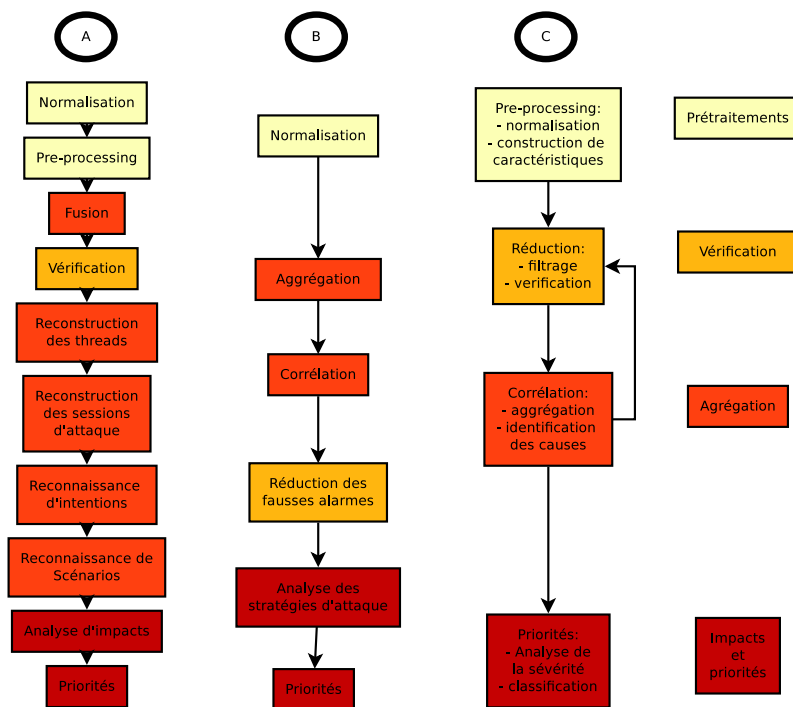 A
Normalisation
Pre-processing
Fusion
Vérification
Reconstruction
des threads
Reconstruction
des sessions
d'attaque
Reconnaissance
d'intentions
Reconnaissance de
Scénarios
Analyse d'impacts
Priorités
B
Normalisation
Aggrégation
Corrélation
Réduction des
fausses alarmes
Analyse des
stratégies d'attaque
Priorités
C
Pre-processing:
- normalisation
- construction de
caractéristiques
Réduction:
- filtrage
- verification
Corrélation:
- aggrégation
- identification
des causes
Priorités:
- Analyse de
la sévérité
- classification
Prétraitements
Vérification
Agrégation
Impacts
et
priorités